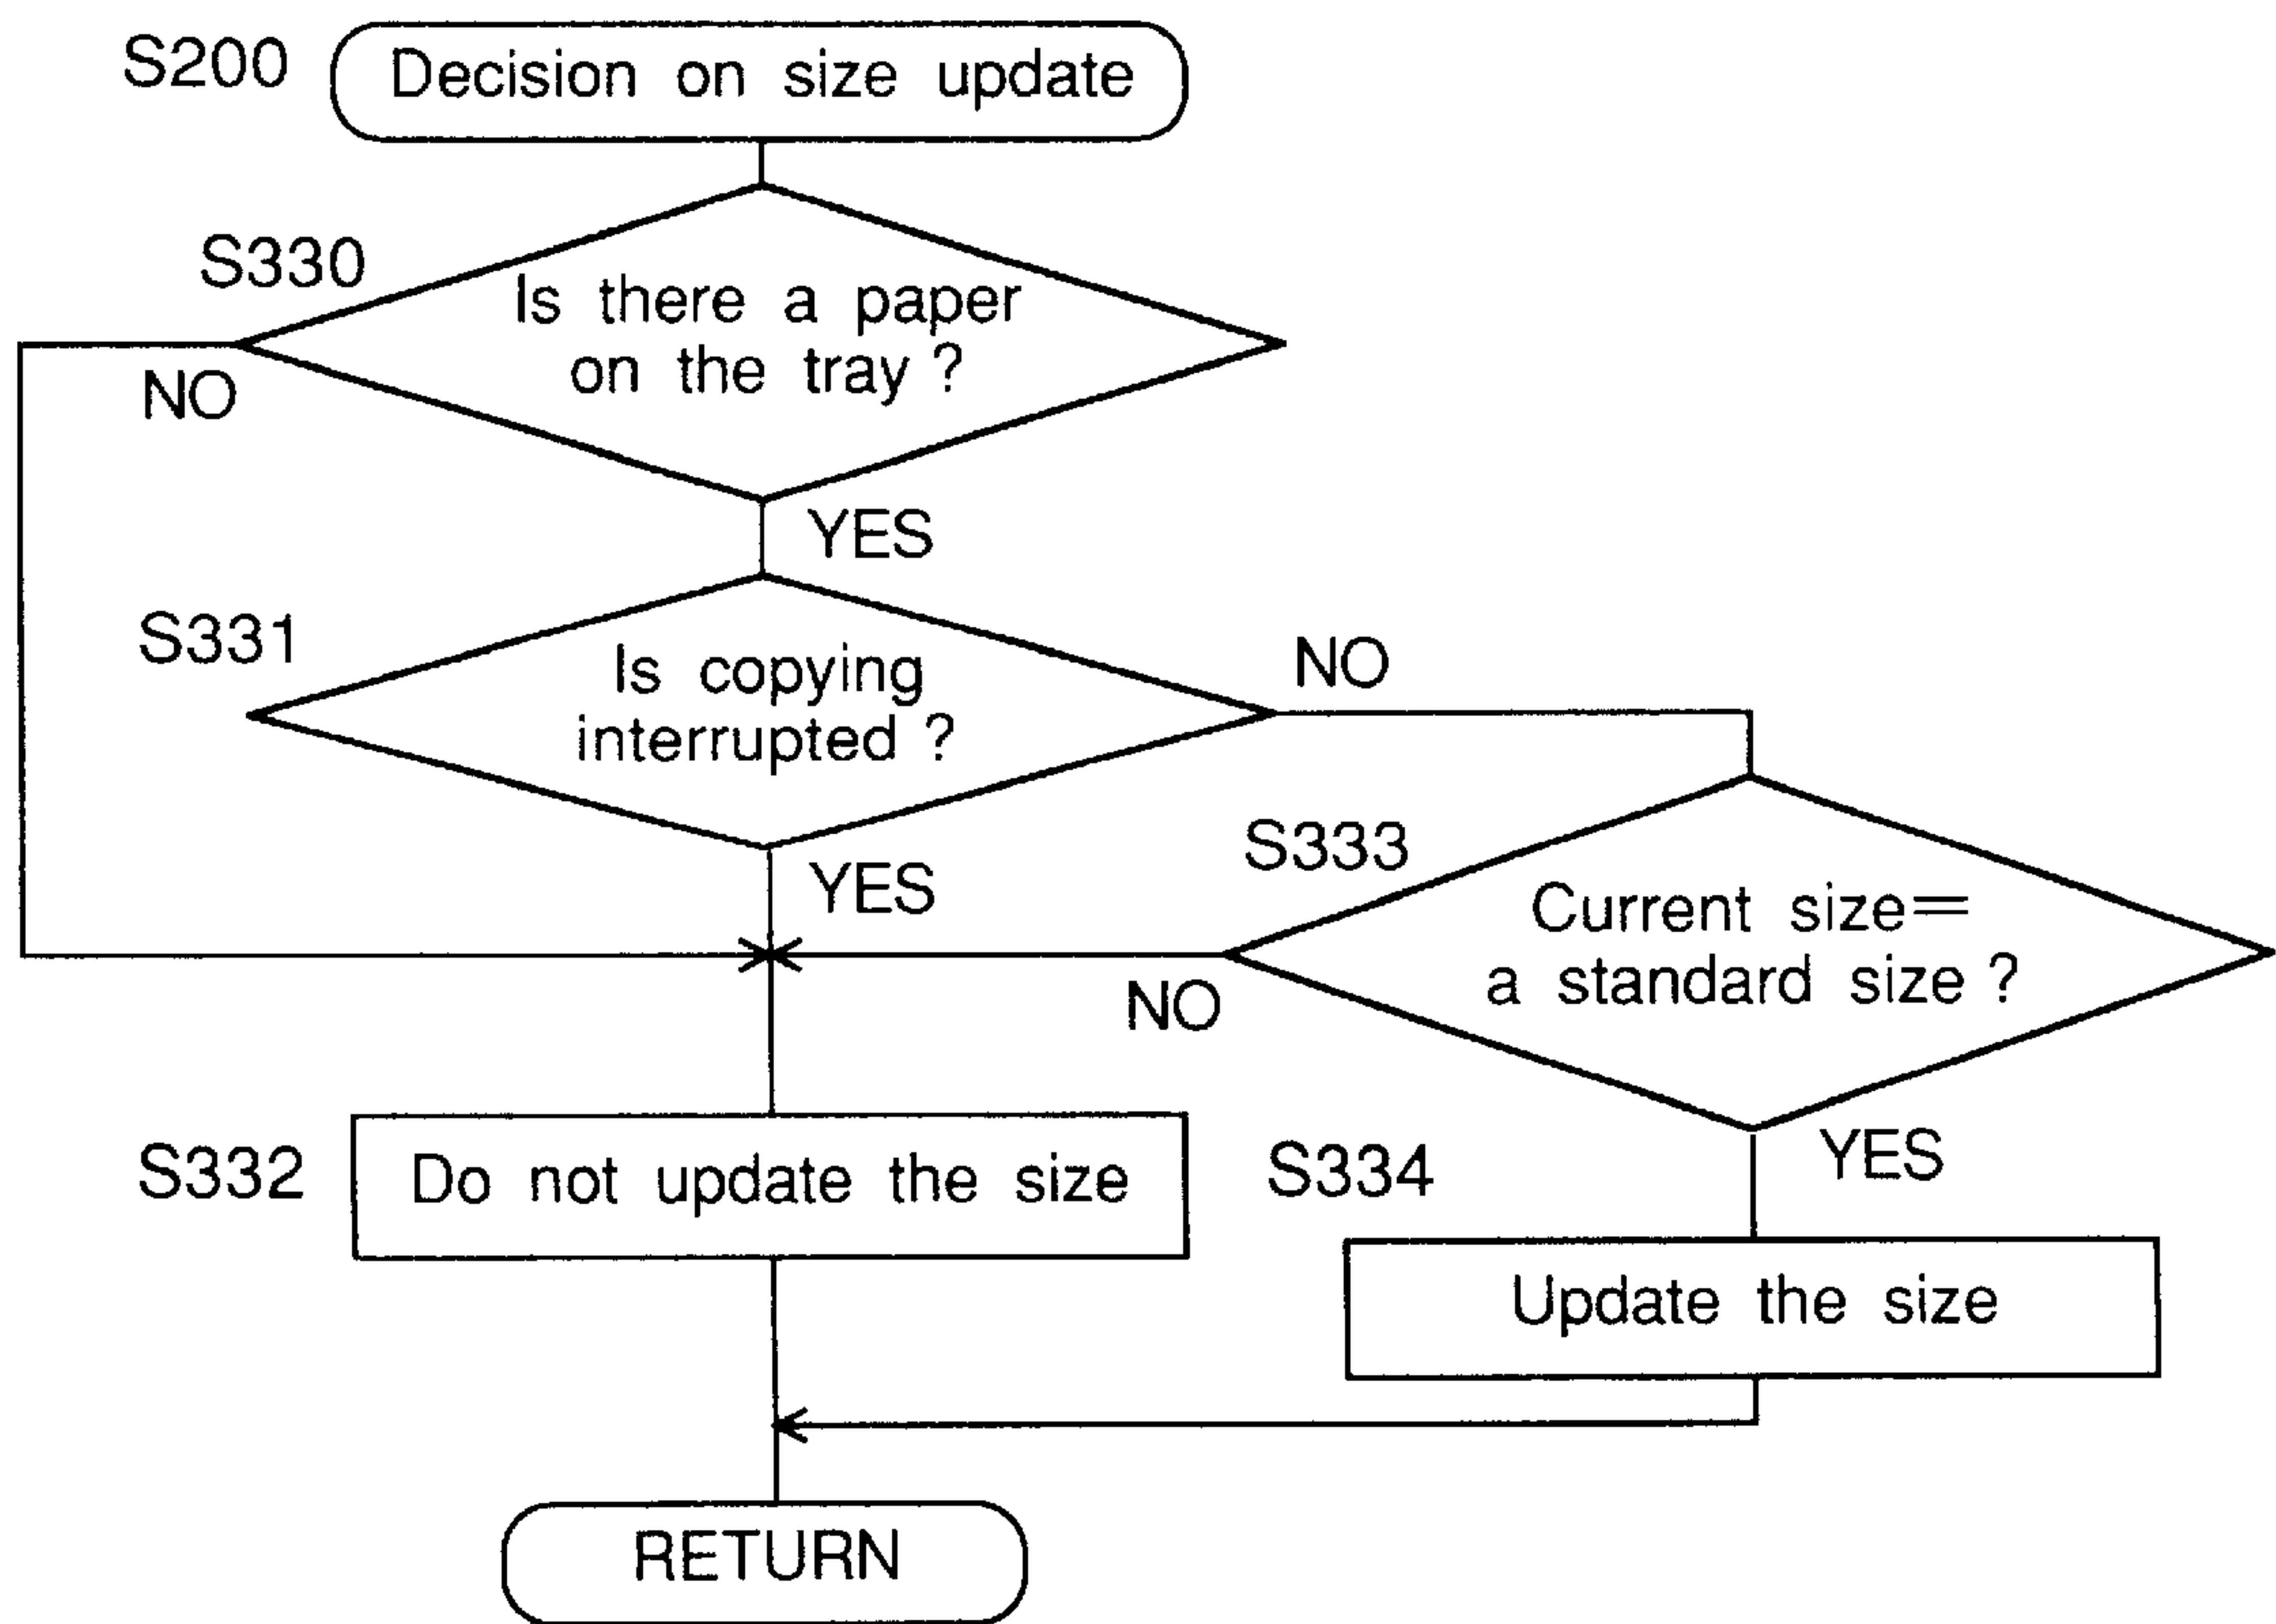 S200
Decision on size update
S330
Is there a paper
on the tray ?
NO
YES
S331
Is copying
interrupted ?
NO
YES
S333
Current size=
a standard size ?
NO
YES
S332
Do not update the size
S334
Update the size
RETURN